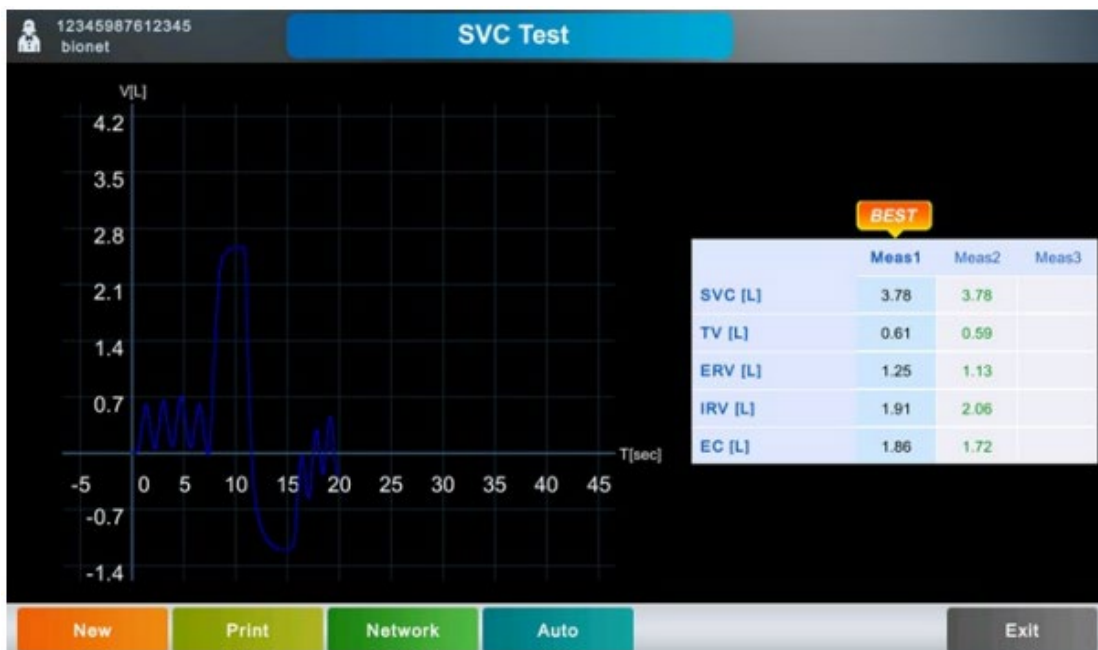 12345987612345
bionet
SVC Test
V[L]
4.2
3.5
2.8
2.1
1.4
0.7
-5 0 5 10 15 20 25 30 35 40 45
T[sec]
-0.7
-1.4
BEST
Meas1 Meas2 Meas3
SVC [L] 3.78 3.78
TV [L] 0.61 0.59
ERV [L] 1.25 1.13
IRV [L] 1.91 2.06
EC [L] 1.86 1.72
New Print Network Auto Exit